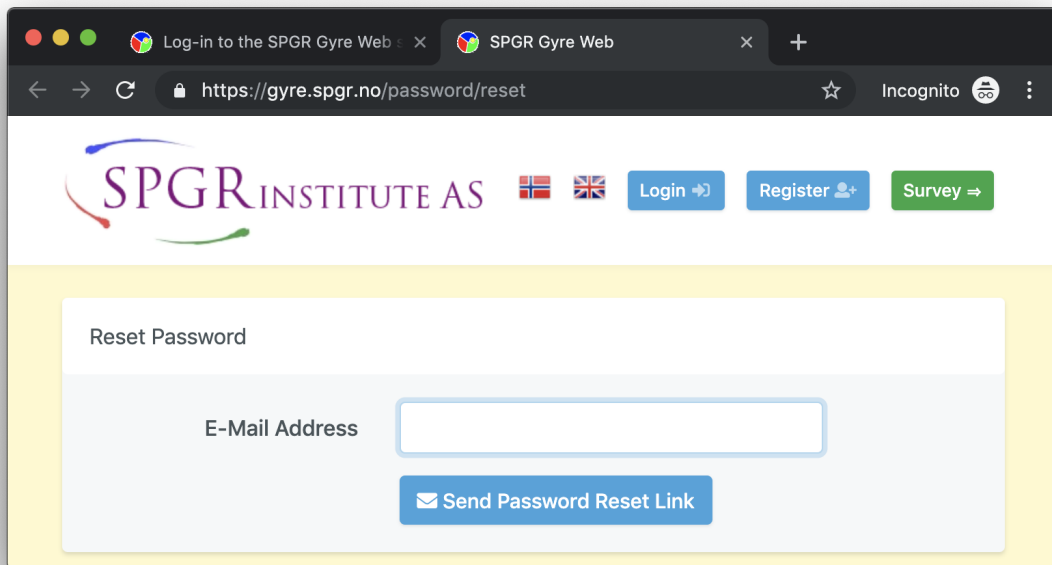 Log-in to the SPGR Gyre Web s
SPGR Gyre Web
https://gyre.spgr.no/password/reset
Incognito
SPGR INSTITUTE AS
Login
Register
Survey ⇒
Reset Password
E-Mail Address
Send Password Reset Link